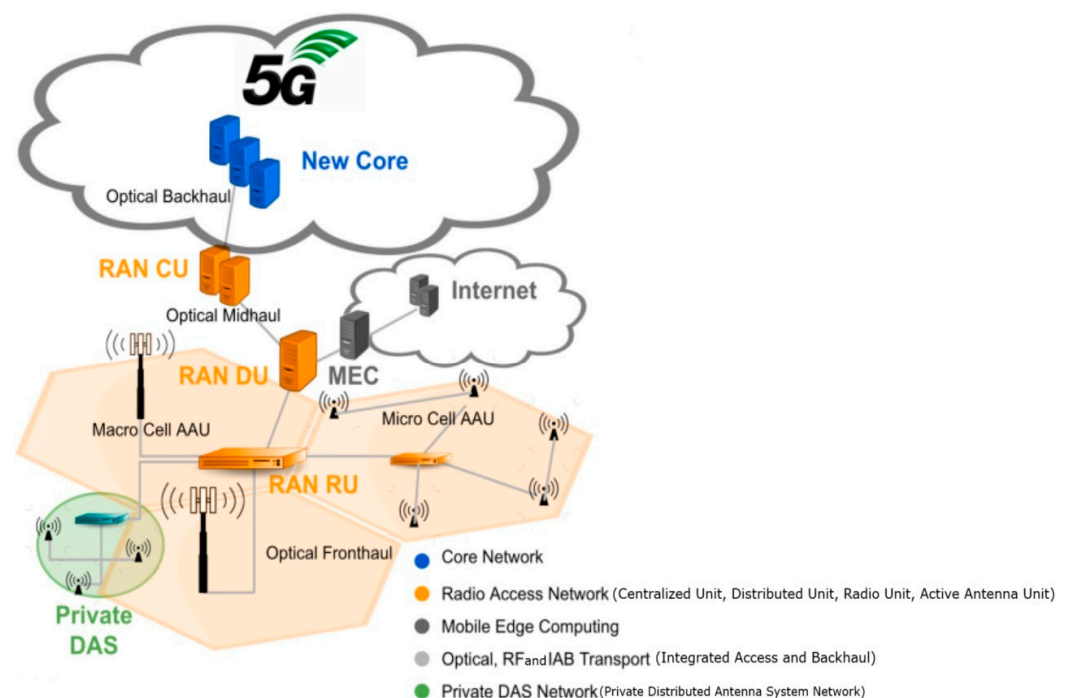 5G
New Core
Optical Backhaul
RAN CU
Internet
Optical Midhaul
RAN DU
MEC
Micro Cell AAU
Macro Cell AAU
RAN RU
Optical Fronthaul
Private
DAS
Core Network
Radio Access Network (Centralized Unit, Distributed Unit, Radio Unit, Active Antenna Unit)
Mobile Edge Computing
Optical, RFandIAB Transport (Integrated Access and Backhaul)
Private DAS Network(Private Distributed Antenna System Network)